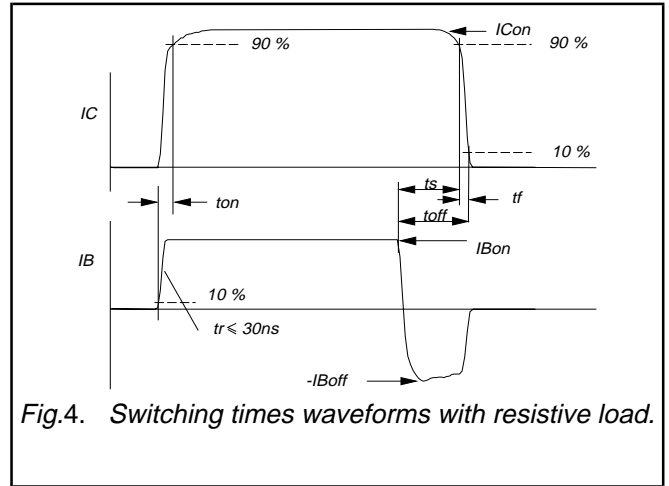 ICon
90 %
90 %
IC
10 %
ts
ton
tf
toff
IB
IBon
10 %
tr ≤ 30ns
-IBoff
Fig.4. Switching times waveforms with resistive load.